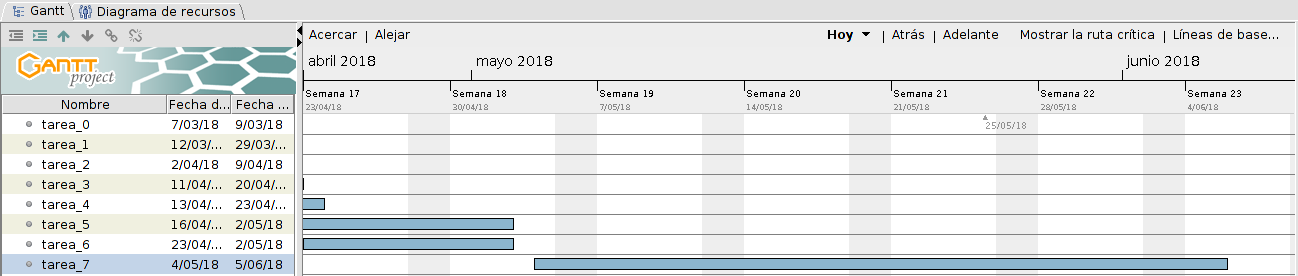 Gantt Diagrama de recursos
Acercar | Alejar Hoy | Atrás | Adelante Mostrar la ruta crítica | Líneas de base...
GANTT project
abril 2018 mayo 2018 junio 2018
Semana 17 Semana 18 Semana 19 Semana 20 Semana 21 Semana 22 Semana 23
Nombre Fecha d... Fecha ... 23/04/18 30/04/18 7/05/18 14/05/18 21/05/18 28/05/18 4/06/18
tarea_0 7/03/18 9/03/18 25/05/18
tarea_1 12/03/... 29/03/...
tarea_2 2/04/18 9/04/18
tarea_3 11/04/... 20/04/...
tarea_4 13/04/... 23/04/...
tarea_5 16/04/... 2/05/18
tarea_6 23/04/... 2/05/18
tarea_7 4/05/18 5/06/18